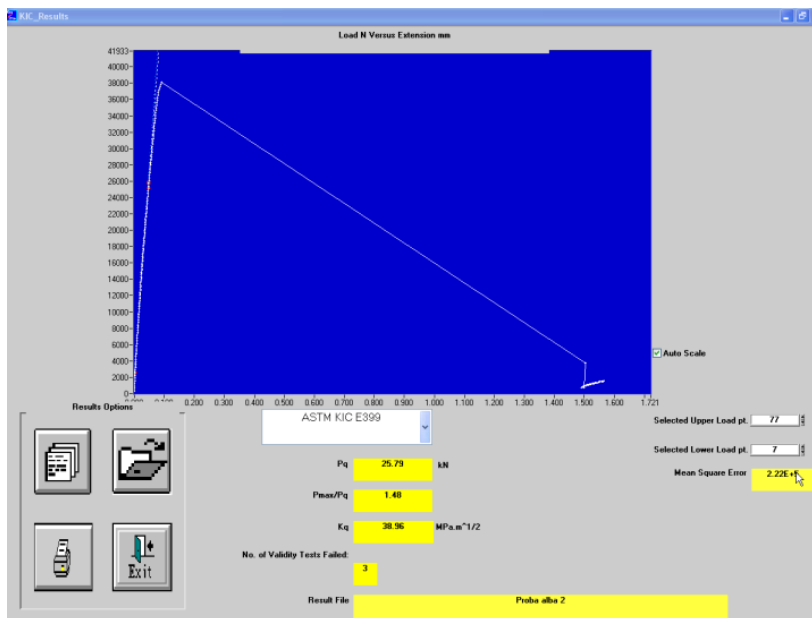 KIC_Results
Load N Versus Extension mm
41933
40000
38000
36000
34000
32000
30000
28000
26000
24000
22000
20000
18000
16000
14000
12000
10000
8000
6000
4000
2000
0
0.100 0.200 0.300 0.400 0.500 0.600 0.700 0.800 0.900 1.000 1.100 1.200 1.300 1.400 1.500 1.600 1.721
Auto Scale
Results Options
ASTM KIC E399
Selected Upper Load pt. 77
Selected Lower Load pt. 7
Mean Square Error
Pq 25.79 kN
Pmax/Pq 1.48
Kq 38.96 MPa.m^1/2
No. of Validity Tests Failed:
3
Exit
Result File Proba alba 2